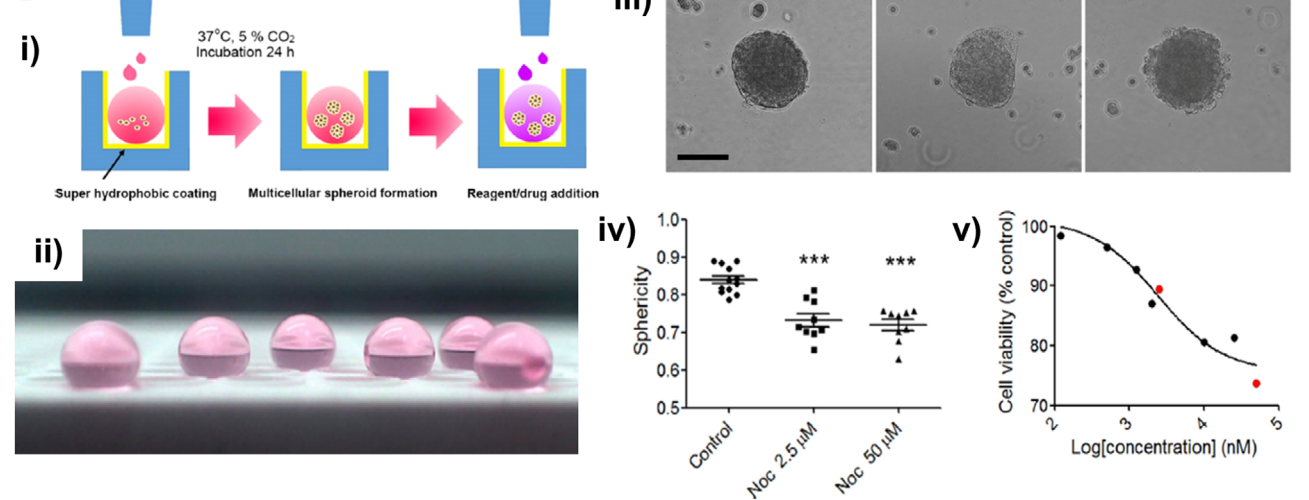 iii)
i)
37°C, 5 % CO₂
Incubation 24 h
Super hydrophobic coating
Multicellular spheroid formation
Reagent/drug addition
ii)
iv)
Sphericity
1.0
0.9
0.8
0.7
0.6
0.5
***
***
Control
Noc 2.5 µM
Noc 50 µM
v)
Cell viability (% control)
100
90
80
70
2
3
4
5
Log[concentration] (nM)